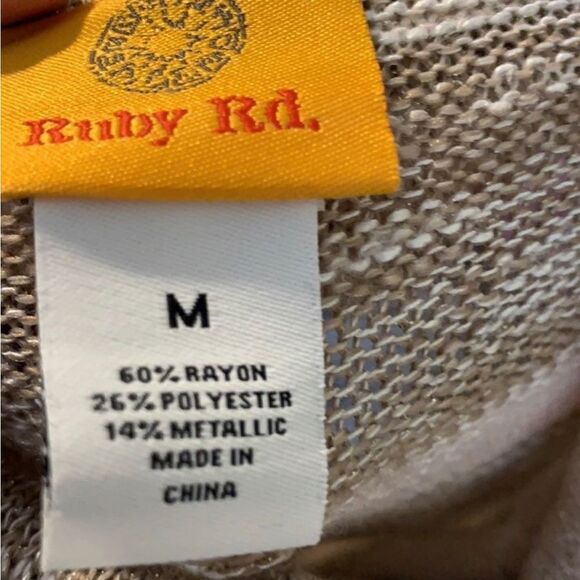 Ruby Rd.
M
60% RAYON
26% POLYESTER
14% METALLIC
MADE IN
CHINA